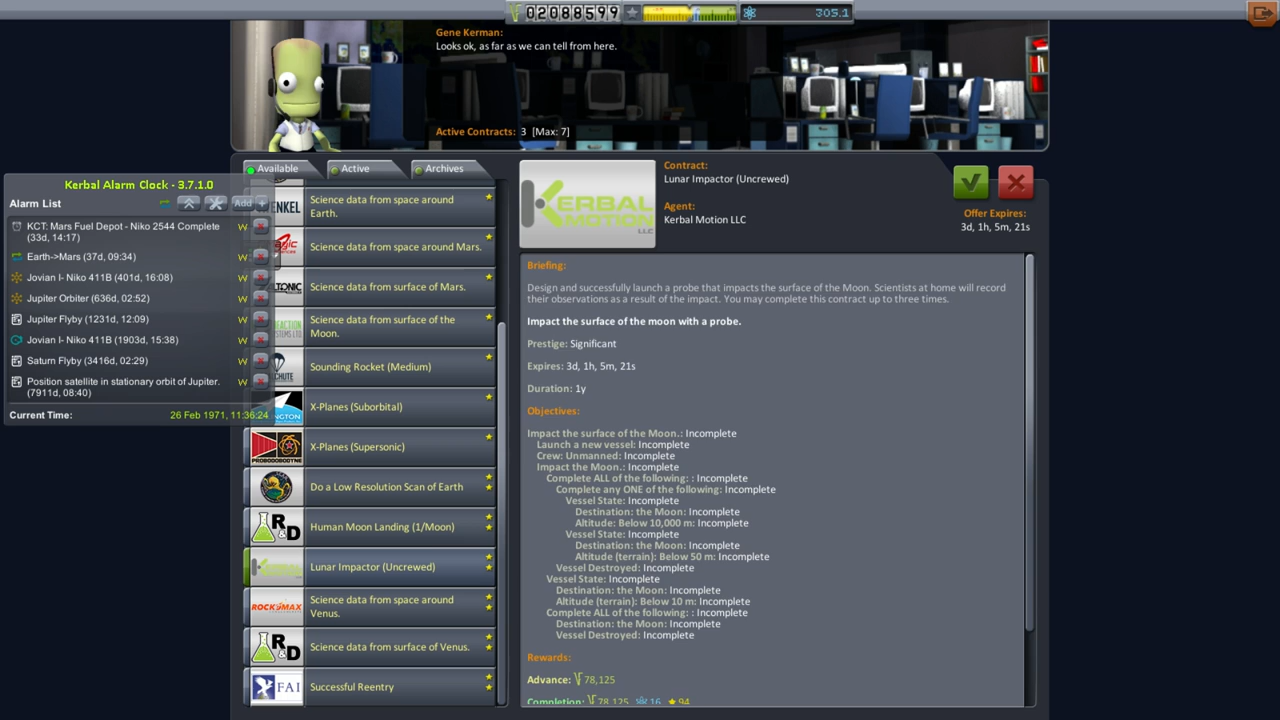 02088599
305.1
Gene Kerman:
Looks ok, as far as we can tell from here.
Active Contracts: 3 [Max: 7]
Available
Active
Archives
Kerbal Alarm Clock - 3.7.1.0
Alarm List
Add +
KCT: Mars Fuel Depot - Niko 2544 Complete
(33d, 14:17)
W
Earth->Mars (37d, 09:34)
W
Jovian I- Niko 411B (401d, 16:08)
W
Jupiter Orbiter (636d, 02:52)
W
Jupiter Flyby (1231d, 12:09)
W
Jovian I- Niko 411B (1903d, 15:38)
W
Saturn Flyby (3416d, 02:29)
W
Position satellite in stationary orbit of Jupiter.
(7911d, 08:40)
W
Current Time:
26 Feb 1971, 11:36:24
Science data from space around
Earth.
Science data from space around Mars.
Science data from surface of Mars.
Science data from surface of the
Moon.
Sounding Rocket (Medium)
X-Planes (Suborbital)
X-Planes (Supersonic)
PROBODOBODYNE
Do a Low Resolution Scan of Earth
R&D
Human Moon Landing (1/Moon)
Lunar Impactor (Uncrewed)
ROCKOMAX
Science data from space around
Venus.
R&D
Science data from surface of Venus.
FAI
Successful Reentry
KERBAL
MOTION
LLC
Contract:
Lunar Impactor (Uncrewed)
Agent:
Kerbal Motion LLC
Offer Expires:
3d, 1h, 5m, 21s
Briefing:
Design and successfully launch a probe that impacts the surface of the Moon. Scientists at home will record
their observations as a result of the impact. You may complete this contract up to three times.
Impact the surface of the moon with a probe.
Prestige: Significant
Expires: 3d, 1h, 5m, 21s
Duration: 1y
Objectives:
Impact the surface of the Moon.: Incomplete
Launch a new vessel: Incomplete
Crew: Unmanned: Incomplete
Impact the Moon.: Incomplete
Complete ALL of the following: : Incomplete
Complete any ONE of the following: Incomplete
Vessel State: Incomplete
Destination: the Moon: Incomplete
Altitude: Below 10,000 m: Incomplete
Vessel State: Incomplete
Destination: the Moon: Incomplete
Altitude (terrain): Below 50 m: Incomplete
Vessel Destroyed: Incomplete
Vessel State: Incomplete
Destination: the Moon: Incomplete
Altitude (terrain): Below 10 m: Incomplete
Complete ALL of the following: : Incomplete
Destination: the Moon: Incomplete
Vessel Destroyed: Incomplete
Rewards:
Advance: 78,125
Completion: 78,125 16 94